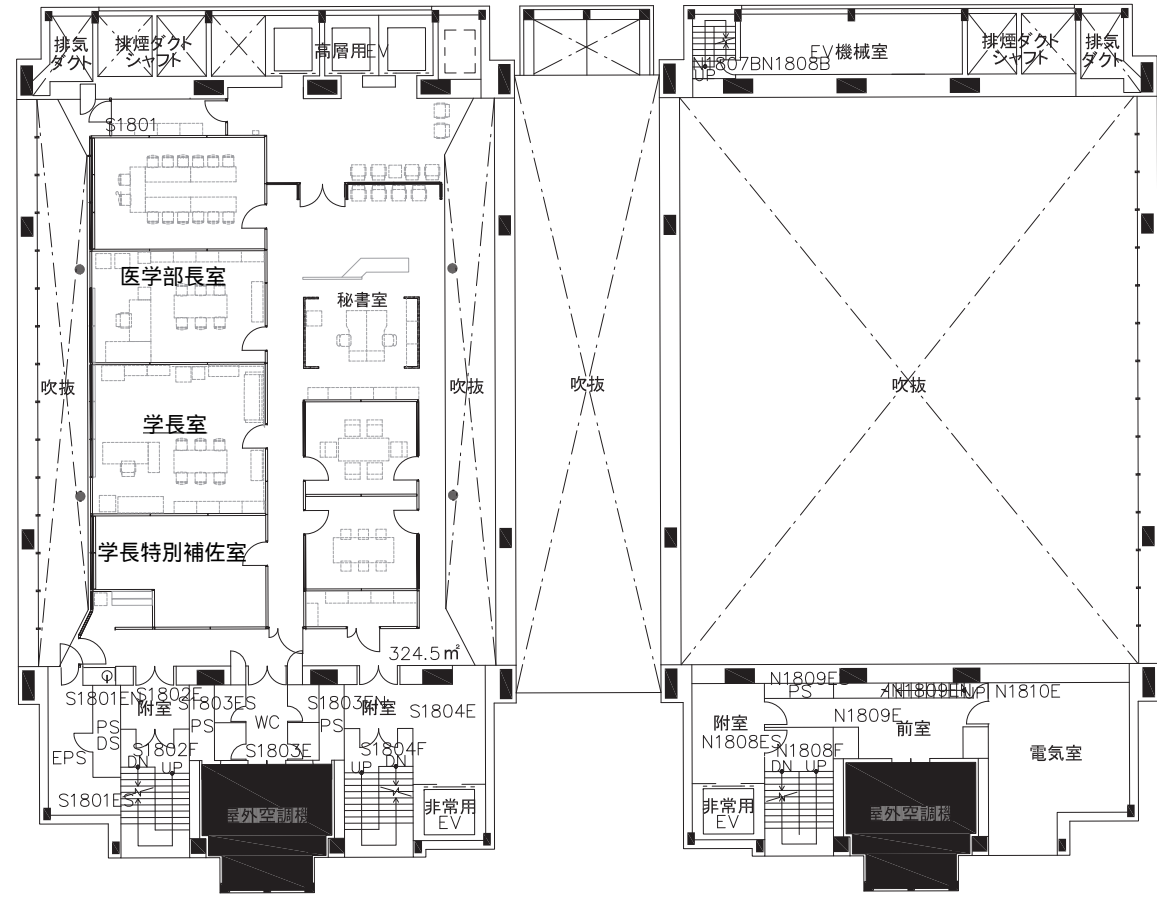 排気
ダクト
排煙ダクト
シャフト
高層用EV
EV機械室
排煙ダクト
シャフト
排気
ダクト
N1807BN1808B
UP
S1801
医学部長室
秘書室
吹抜
吹抜
吹抜
吹抜
学長室
学長特別補佐室
324.5㎡
S1801EN
S1802E
S1803ES
S1803EN
附室
附室
S1804E
PS
DS
PS
WC
PS
EPS
S1802F
S1803E
S1804F
DN
UP
UP
DN
S1801ES
屋外空調機
非常用
EV
N1809ES
PS
N1810E
N1809E
附室
前室
N1808ES
N1808F
電気室
DN
UP
非常用
EV
屋外空調機